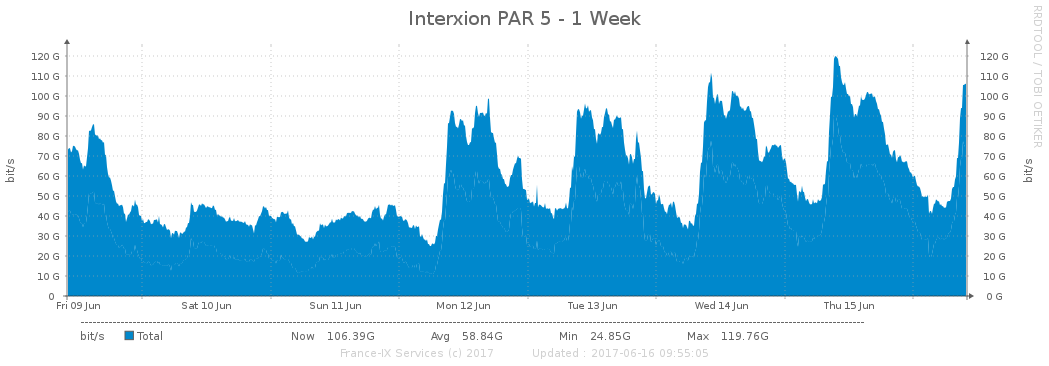 Interxion PAR 5 - 1 Week
RRDTOOL / TOBI OETIKER
bit/s
120 G 120 G
110 G 110 G
100 G 100 G
90 G 90 G
80 G 80 G
70 G 70 G
60 G 60 G
50 G 50 G
40 G 40 G
30 G 30 G
20 G 20 G
10 G 10 G
0 0 G
bit/s
Fri 09 Jun Sat 10 Jun Sun 11 Jun Mon 12 Jun Tue 13 Jun Wed 14 Jun Thu 15 Jun
bit/s Total Now 106.39G Avg 58.84G Min 24.85G Max 119.76G
France-IX Services (c) 2017 Updated : 2017-06-16 09:55:05